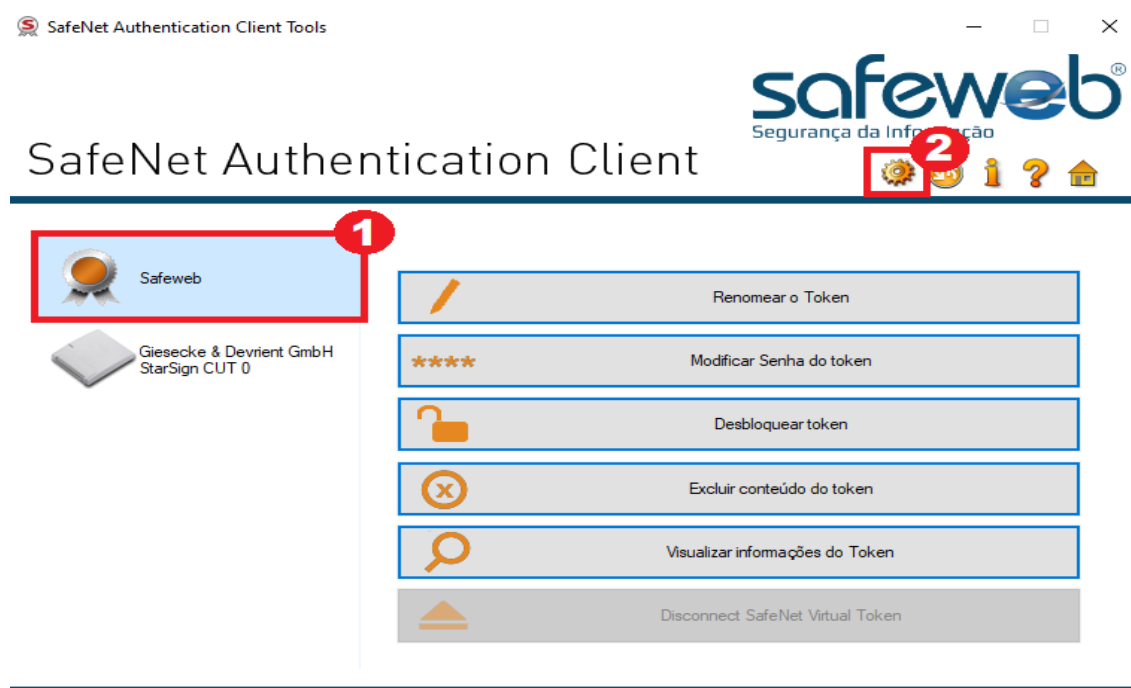 SafeNet Authentication Client Tools
safeweb®
Segurança da Informação
SafeNet Authentication Client
2
1
Safeweb
Giesecke & Devrient GmbH
StarSign CUT 0
Renomear o Token
**** Modificar Senha do token
Desbloquear token
Excluir conteúdo do token
Visualizar informações do Token
Disconnect SafeNet Virtual Token